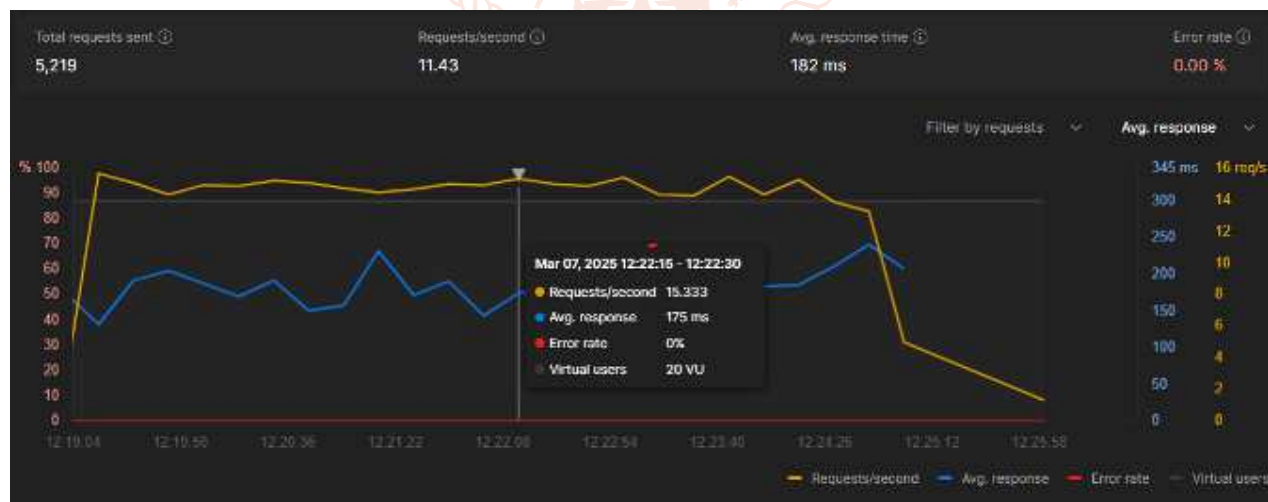 Total requests sent Requests/second Avg. response time Error rate
5,219 11.43 182 ms 0.00 %
Filter by requests Avg. response
% 100 345 ms 16 req/s
90 300 14
80
70 250 12
60 200 10
50 8
40 150 6
30 100 4
20
10 50 2
0 0 0
Mar 07, 2025 12:22:15 - 12:22:30
Requests/second 15.333
Avg. response 175 ms
Error rate 0%
Virtual users 20 VU
12:19:04 12:19:50 12:20:36 12:21:22 12:22:08 12:22:54 12:23:40 12:24:26 12:25:12 12:25:58
Requests/second Avg. response Error rate Virtual users